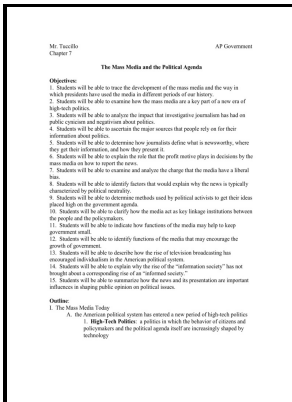 Mr. Tuccillo AP Government
Chapter 7
The Mass Media and the Political Agenda
Objectives:
1. Students will be able to trace the development of the mass media and the way in
which presidents have used the media in different periods of our history.
2. Students will be able to examine how the mass media are a key part of a new era of
high-tech politics.
3. Students will be able to analyze the impact that investigative journalism has had on
public cynicism and negativism about politics.
4. Students will be able to ascertain the major sources that people rely on for their
information about politics.
5. Students will be able to determine how journalists define what is newsworthy, where
they get their information, and how they present it.
6. Students will be able to explain the role that the profit motive plays in decisions by the
mass media on how to report the news.
7. Students will be able to examine and analyze the charge that the media have a liberal
bias.
8. Students will be able to identify factors that would explain why the news is typically
characterized by political neutrality.
9. Students will be able to determine methods used by political activists to get their ideas
placed high on the government agenda.
10. Students will be able to clarify how the media act as key linkage institutions between
the people and the policymakers.
11. Students will be able to indicate how functions of the media may help to keep
government small.
12. Students will be able to identify functions of the media that may encourage the
growth of government.
13. Students will be able to describe how the rise of television broadcasting has
encouraged individualism in the American political system.
14. Students will be able to explain why the rise of the "information society" has not
brought about a corresponding rise of an "informed society."
15. Students will be able to summarize how the news and its presentation are important
influences in shaping public opinion on political issues.
Outline:
I. The Mass Media Today
A. the American political system has entered a new period of high-tech politics
1. High-Tech Politics: a politics in which the behavior of citizens and
policymakers and the political agenda itself are increasingly shaped by
technology